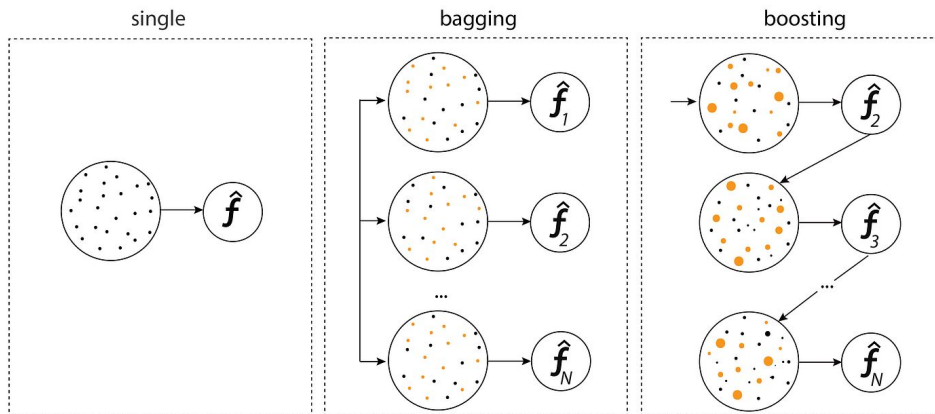 single
bagging
boosting
f̂
f̂1
f̂2
...
f̂N
f̂2
f̂3
...
f̂N